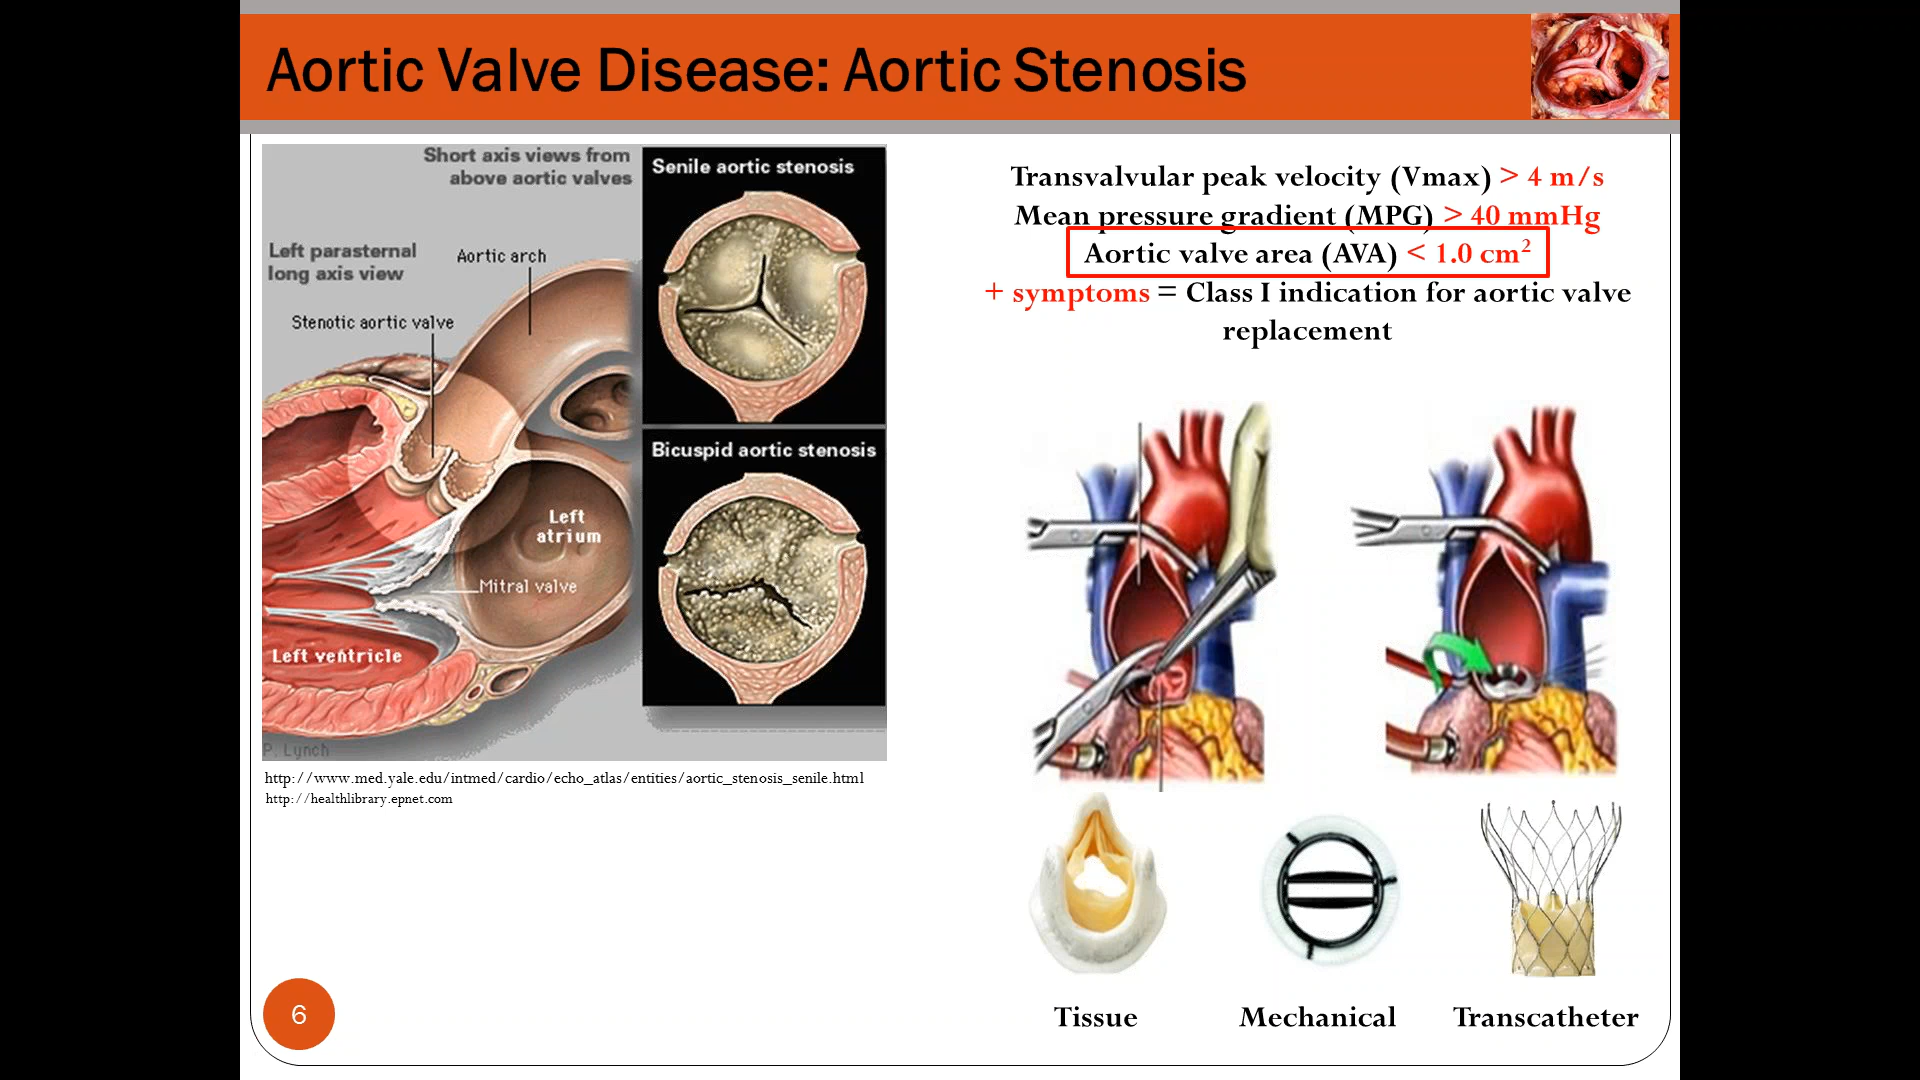 Aortic Valve Disease: Aortic Stenosis
Short axis views from
above aortic valves
Left parasternal
long axis view
Aortic arch
Stenotic aortic valve
Left
atrium
Mitral valve
Left ventricle
P. Lynch
Senile aortic stenosis
Bicuspid aortic stenosis
http://www.med.yale.edu/intmed/cardio/echo_atlas/entities/aortic_stenosis_senile.html
http://healthlibrary.epnet.com
Transvalvular peak velocity (Vmax) > 4 m/s
Mean pressure gradient (MPG) > 40 mmHg
Aortic valve area (AVA) < 1.0 cm²
+ symptoms = Class I indication for aortic valve
replacement
Tissue
Mechanical
Transcatheter
6